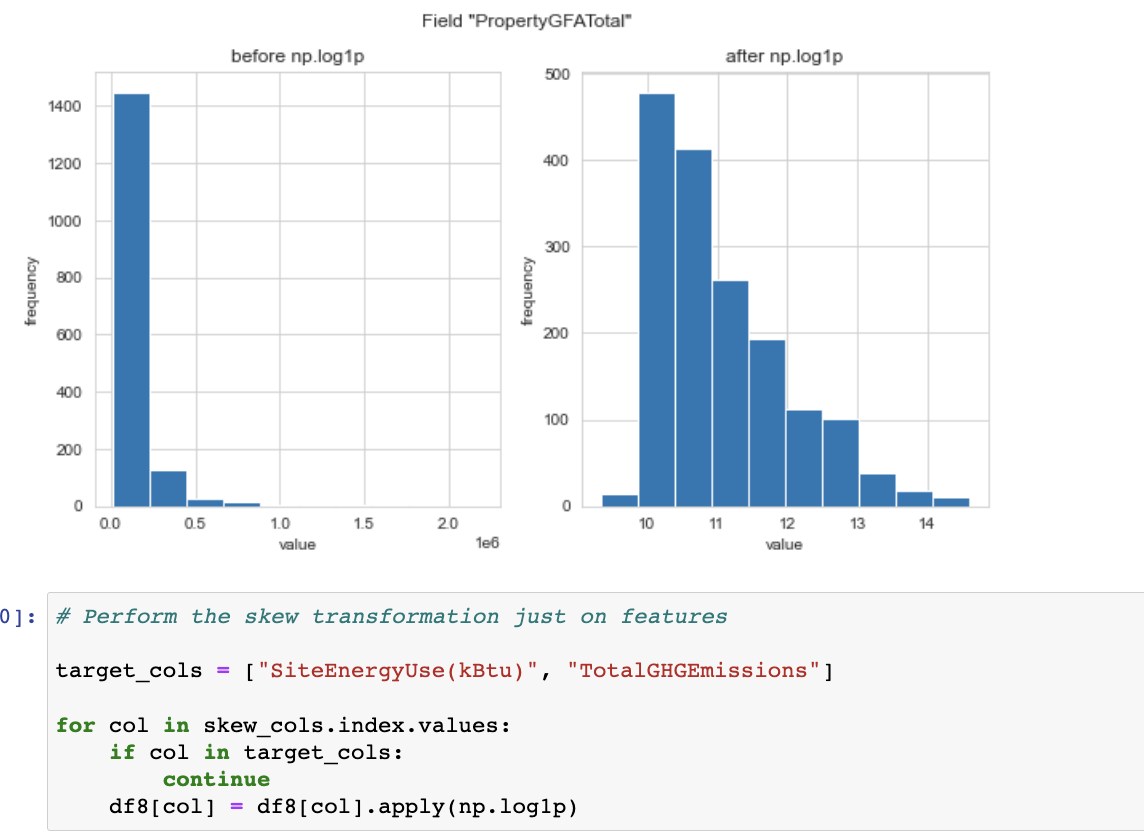 Field "PropertyGFATotal"
before np.log1p
1400
1200
1000
800
600
400
200
0
frequency
0.0 0.5 1.0 1.5 2.0
value
1e6
after np.log1p
500
400
300
200
100
0
frequency
10 11 12 13 14
value
0]:
# Perform the skew transformation just on features
target_cols = ["SiteEnergyUse(kBtu)", "TotalGHGEmissions"]
for col in skew_cols.index.values:
    if col in target_cols:
        continue
    df8[col] = df8[col].apply(np.log1p)